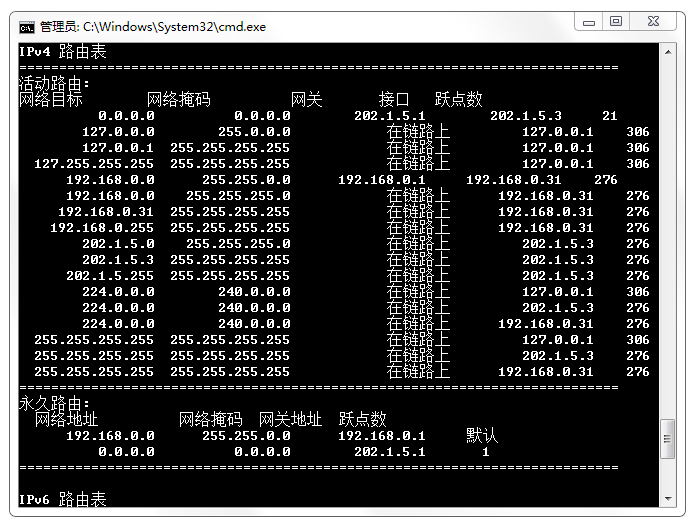 管理员: C:\Windows\System32\cmd.exe
IPv4 路由表
===========================================================================
活动路由:
网络目标 网络掩码 网关 接口 跃点数
0.0.0.0 0.0.0.0 202.1.5.1 202.1.5.3 21
127.0.0.0 255.0.0.0 在链路上 127.0.0.1 306
127.0.0.1 255.255.255.255 在链路上 127.0.0.1 306
127.255.255.255 255.255.255.255 在链路上 127.0.0.1 306
192.168.0.0 255.255.0.0 192.168.0.1 192.168.0.31 276
192.168.0.0 255.255.255.0 在链路上 192.168.0.31 276
192.168.0.31 255.255.255.255 在链路上 192.168.0.31 276
192.168.0.255 255.255.255.255 在链路上 192.168.0.31 276
202.1.5.0 255.255.255.0 在链路上 202.1.5.3 276
202.1.5.3 255.255.255.255 在链路上 202.1.5.3 276
202.1.5.255 255.255.255.255 在链路上 202.1.5.3 276
224.0.0.0 240.0.0.0 在链路上 127.0.0.1 306
224.0.0.0 240.0.0.0 在链路上 202.1.5.3 276
224.0.0.0 240.0.0.0 在链路上 192.168.0.31 276
255.255.255.255 255.255.255.255 在链路上 127.0.0.1 306
255.255.255.255 255.255.255.255 在链路上 202.1.5.3 276
255.255.255.255 255.255.255.255 在链路上 192.168.0.31 276
===========================================================================
永久路由:
网络地址 网络掩码 网关地址 跃点数
192.168.0.0 255.255.0.0 192.168.0.1 默认
0.0.0.0 0.0.0.0 202.1.5.1 1
===========================================================================
IPv6 路由表